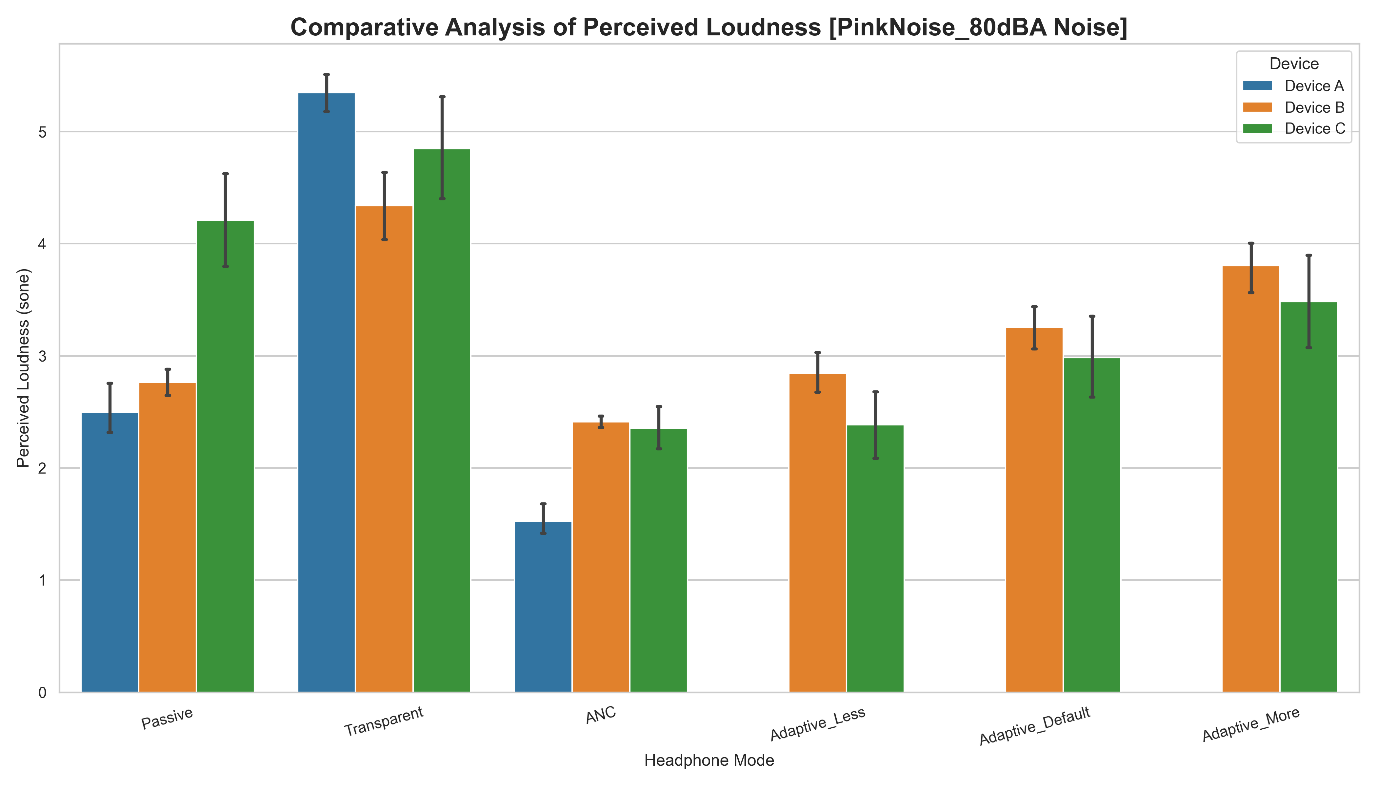 Comparative Analysis of Perceived Loudness [PinkNoise_80dBA Noise]
Device
Device A
Device B
Device C
Perceived Loudness (sone)
5
4
3
2
1
0
Passive
Transparent
ANC
Adaptive_Less
Adaptive_Default
Adaptive_More
Headphone Mode